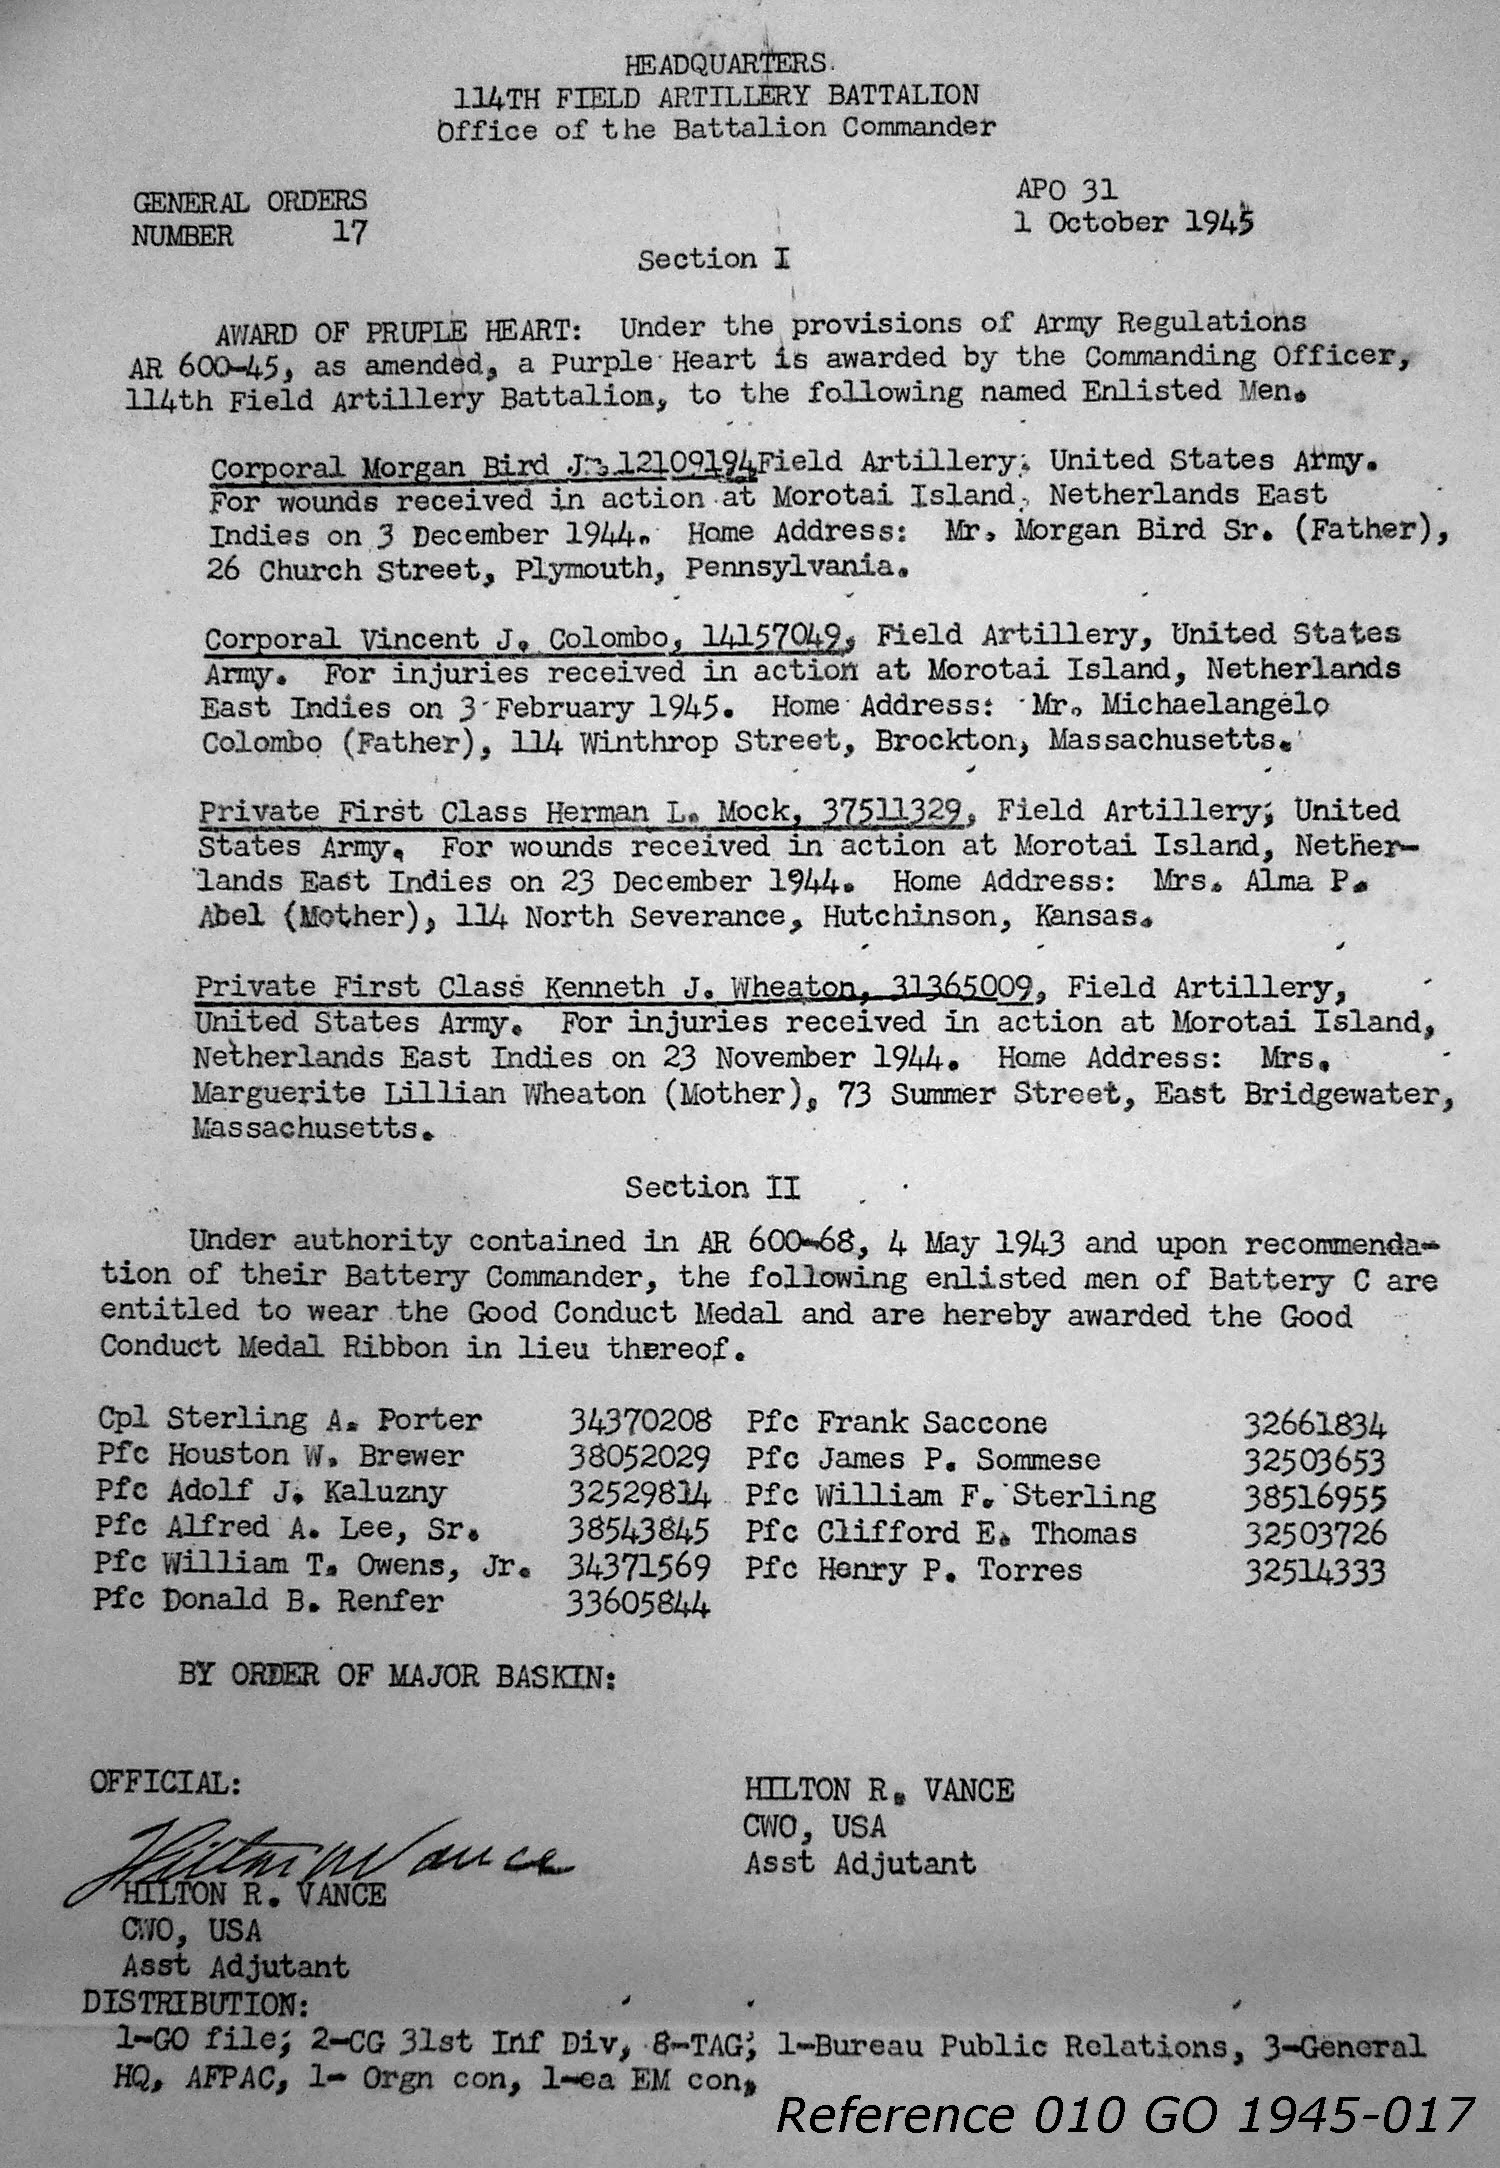 HEADQUARTERS.
114TH FIELD ARTILLERY BATTALION
Office of the Battalion Commander
GENERAL ORDERS
NUMBER 17
APO 31
1 October 1945
Section I
AWARD OF PRUPLE HEART: Under the provisions of Army Regulations
AR 600-45, as amended, a Purple Heart is awarded by the Commanding Officer,
114th Field Artillery Battalion, to the following named Enlisted Men.
Corporal Morgan Bird Jr. 12109194 Field Artillery, United States Army.
For wounds received in action at Morotai Island, Netherlands East
Indies on 3 December 1944. Home Address: Mr. Morgan Bird Sr. (Father),
26 Church Street, Plymouth, Pennsylvania.
Corporal Vincent J. Colombo, 14157049, Field Artillery, United States
Army. For injuries received in action at Morotai Island, Netherlands
East Indies on 3 February 1945. Home Address: Mr. Michaelangelo
Colombo (Father), 114 Winthrop Street, Brockton, Massachusetts.
Private First Class Herman L. Mock, 37511329, Field Artillery, United
States Army. For wounds received in action at Morotai Island, Nether-
lands East Indies on 23 December 1944. Home Address: Mrs. Alma P.
Abel (Mother), 114 North Severance, Hutchinson, Kansas.
Private First Class Kenneth J. Wheaton, 31365009, Field Artillery,
United States Army. For injuries received in action at Morotai Island,
Netherlands East Indies on 23 November 1944. Home Address: Mrs.
Marguerite Lillian Wheaton (Mother), 73 Summer Street, East Bridgewater,
Massachusetts.
Section II
Under authority contained in AR 600-68, 4 May 1943 and upon recommenda-
tion of their Battery Commander, the following enlisted men of Battery C are
entitled to wear the Good Conduct Medal and are hereby awarded the Good
Conduct Medal Ribbon in lieu thereof.
Cpl Sterling A. Porter 34370208 Pfc Frank Saccone 32661834
Pfc Houston W. Brewer 38052029 Pfc James P. Sommese 32503653
Pfc Adolf J. Kaluzny 32529814 Pfc William F. Sterling 38516955
Pfc Alfred A. Lee, Sr. 38543845 Pfc Clifford E. Thomas 32503726
Pfc William T. Owens, Jr. 34371569 Pfc Henry P. Torres 32514333
Pfc Donald B. Renfer 33605844
BY ORDER OF MAJOR BASKIN:
OFFICIAL:
HILTON R. VANCE
CWO, USA
Asst Adjutant
Hilton R Vance
HILTON R. VANCE
CWO, USA
Asst Adjutant
DISTRIBUTION:
1-GO file; 2-CG 31st Inf Div, 8-TAG; 1-Bureau Public Relations, 3-General
HQ, AFPAC, 1- Orgn con, 1-ea EM con,
Reference 010 GO 1945-017